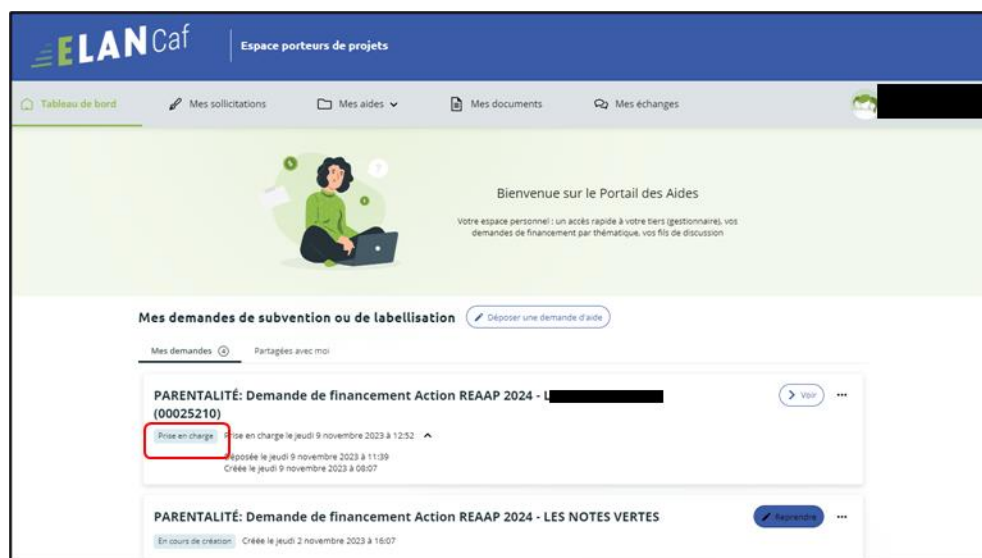 ELAN Caf
Espace porteurs de projets
Tableau de bord
Mes sollicitations
Mes aides
Mes documents
Mes échanges
Bienvenue sur le Portail des Aides
Votre espace personnel : un accès rapide à votre tiers (gestionnaire), vos
demandes de financement par thématique, vos fils de discussion
Mes demandes de subvention ou de labellisation
Déposer une demande d'aide
Mes demandes 4
Partagées avec moi
PARENTALITÉ: Demande de financement Action REAAP 2024 - L
(00025210)
Voir
Prise en charge
Prise en charge le jeudi 9 novembre 2023 à 12:52
Déposée le jeudi 9 novembre 2023 à 11:39
Créée le jeudi 9 novembre 2023 à 08:07
PARENTALITÉ: Demande de financement Action REAAP 2024 - LES NOTES VERTES
Reprendre
En cours de création
Créée le jeudi 2 novembre 2023 à 16:07